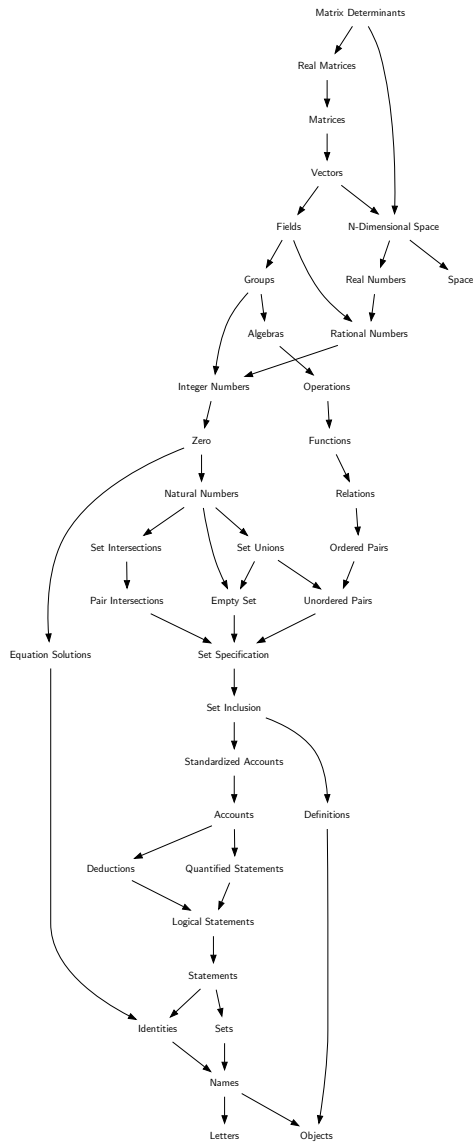 Matrix Determinants
Real Matrices
Matrices
Vectors
Fields
N-Dimensional Space
Groups
Real Numbers
Space
Algebras
Rational Numbers
Integer Numbers
Operations
Zero
Functions
Natural Numbers
Relations
Set Intersections
Set Unions
Ordered Pairs
Pair Intersections
Empty Set
Unordered Pairs
Equation Solutions
Set Specification
Set Inclusion
Standardized Accounts
Accounts
Definitions
Deductions
Quantified Statements
Logical Statements
Statements
Identities
Sets
Names
Letters
Objects